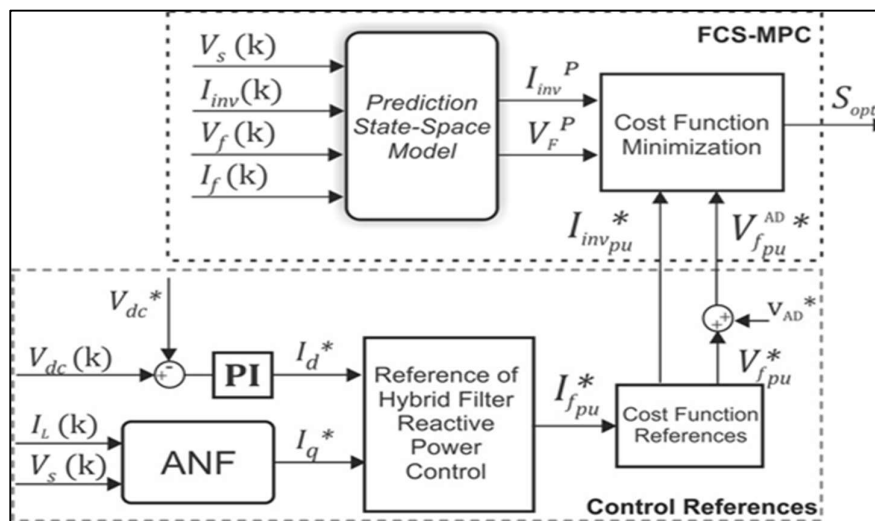 FCS-MPC
V_s (k)
I_inv (k)
V_f (k)
I_f (k)
Prediction
State-Space
Model
I_inv^P
V_F^P
Cost Function
Minimization
S_opt
I_inv_pu*
V_f_pu^AD*
V_dc*
V_dc (k)
+ -
PI
I_d*
I_L (k)
V_s (k)
ANF
I_q*
Reference of
Hybrid Filter
Reactive
Power
Control
I_f_pu*
+ +
v_AD*
V_f_pu*
Cost Function
References
Control References